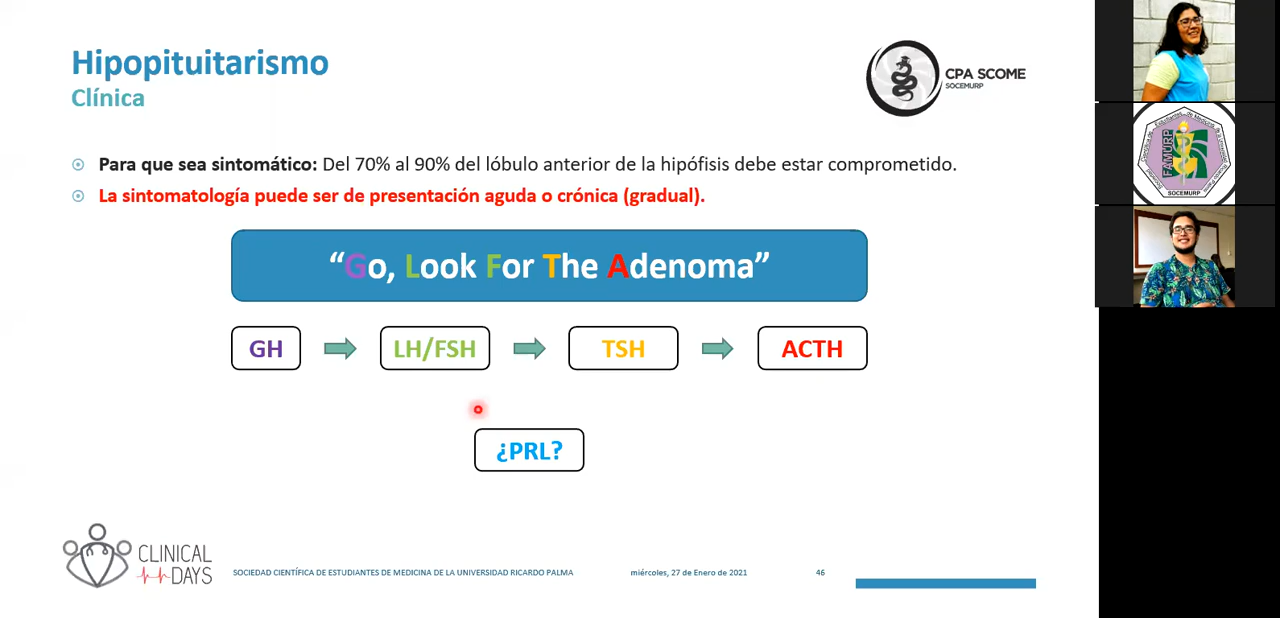 Hipopituitarismo
Clínica
CPA SCOME
SOCEMURP
Para que sea sintomático: Del 70% al 90% del lóbulo anterior de la hipófisis debe estar comprometido.
La sintomatología puede ser de presentación aguda o crónica (gradual).
“Go, Look For The Adenoma”
GH
LH/FSH
TSH
ACTH
¿PRL?
CLINICAL
DAYS
SOCIEDAD CIENTÍFICA DE ESTUDIANTES DE MEDICINA DE LA UNIVERSIDAD RICARDO PALMA
miércoles, 27 de Enero de 2021
46
FAMURP
SOCEMURP